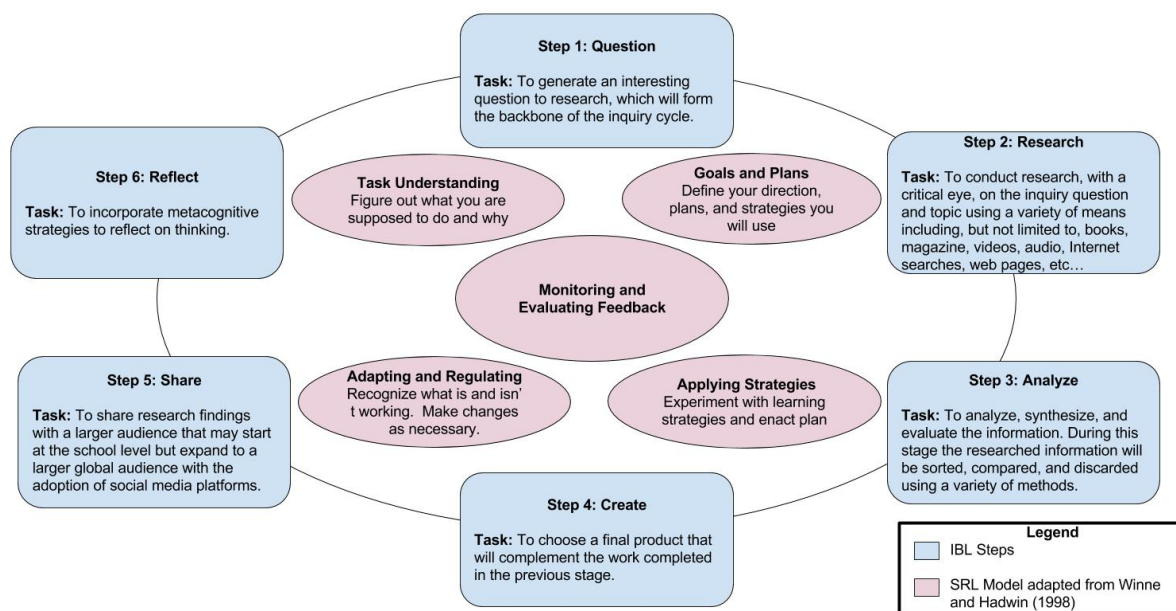 Step 1: Question
Task: To generate an interesting
question to research, which will form
the backbone of the inquiry cycle.
Step 2: Research
Task: To conduct research, with a
critical eye, on the inquiry question
and topic using a variety of means
including, but not limited to, books,
magazine, videos, audio, Internet
searches, web pages, etc…
Step 6: Reflect
Task: To incorporate metacognitive
strategies to reflect on thinking.
Task Understanding
Figure out what you are
supposed to do and why
Goals and Plans
Define your direction,
plans, and strategies you
will use
Monitoring and
Evaluating Feedback
Adapting and Regulating
Recognize what is and isn'
t working. Make changes
as necessary.
Applying Strategies
Experiment with learning
strategies and enact plan
Step 3: Analyze
Task: To analyze, synthesize, and
evaluate the information. During this
stage the researched information will
be sorted, compared, and discarded
using a variety of methods.
Step 5: Share
Task: To share research findings
with a larger audience that may start
at the school level but expand to a
larger global audience with the
adoption of social media platforms.
Step 4: Create
Task: To choose a final product that
will complement the work completed
in the previous stage.
Legend
IBL Steps
SRL Model adapted from Winne
and Hadwin (1998)